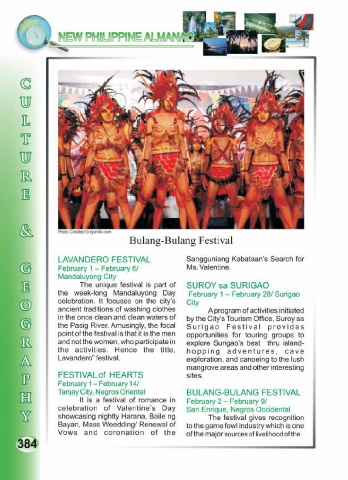 NEW PHILIPPINE ALMANAC
CULTURE & GEOGRAPHY
Bulang-Bulang Festival
LAVANDERO FESTIVAL
February 1 – February 6/
Mandaluyong City
The unique festival is part of
the week-long Mandaluyong Day
celebration. It focuses on the city's
ancient traditions of washing clothes
in the once clean and clean waters of
the Pasig River. Amusingly, the focal
point of the festival is that it is the men
and not the women, who participate in
the activities. Hence the title,
Lavandero" festival.
FESTIVAL of HEARTS
February 1 – February 14/
Tanjay City, Negros Oriental
It is a festival of romance in
celebration of Valentine's Day
showcasing nightly Harana, Baile ng
Bayan, Mass Weedding/ Renewal of
Vows and coronation of the
Sangguniang Kabataan's Search for
Ms. Valentine.
SUROY sa SURIGAO
February 1 – February 28/ Surigao
City
A program of activities initiated
by the City's Tourism Office, Suroy sa
Surigao Festival provides
opportunities for touring groups to
explore Surigao's best thru island-
hopping adventures, cave
exploration, and canoeing to the lush
mangrove areas and other interesting
sites.
BULANG-BULANG FESTIVAL
February 2 – February 9/
San Enrique, Negros Occidental
The festival gives recognition
to the game fowl industry which is one
of the major sources of livelihood of the
384